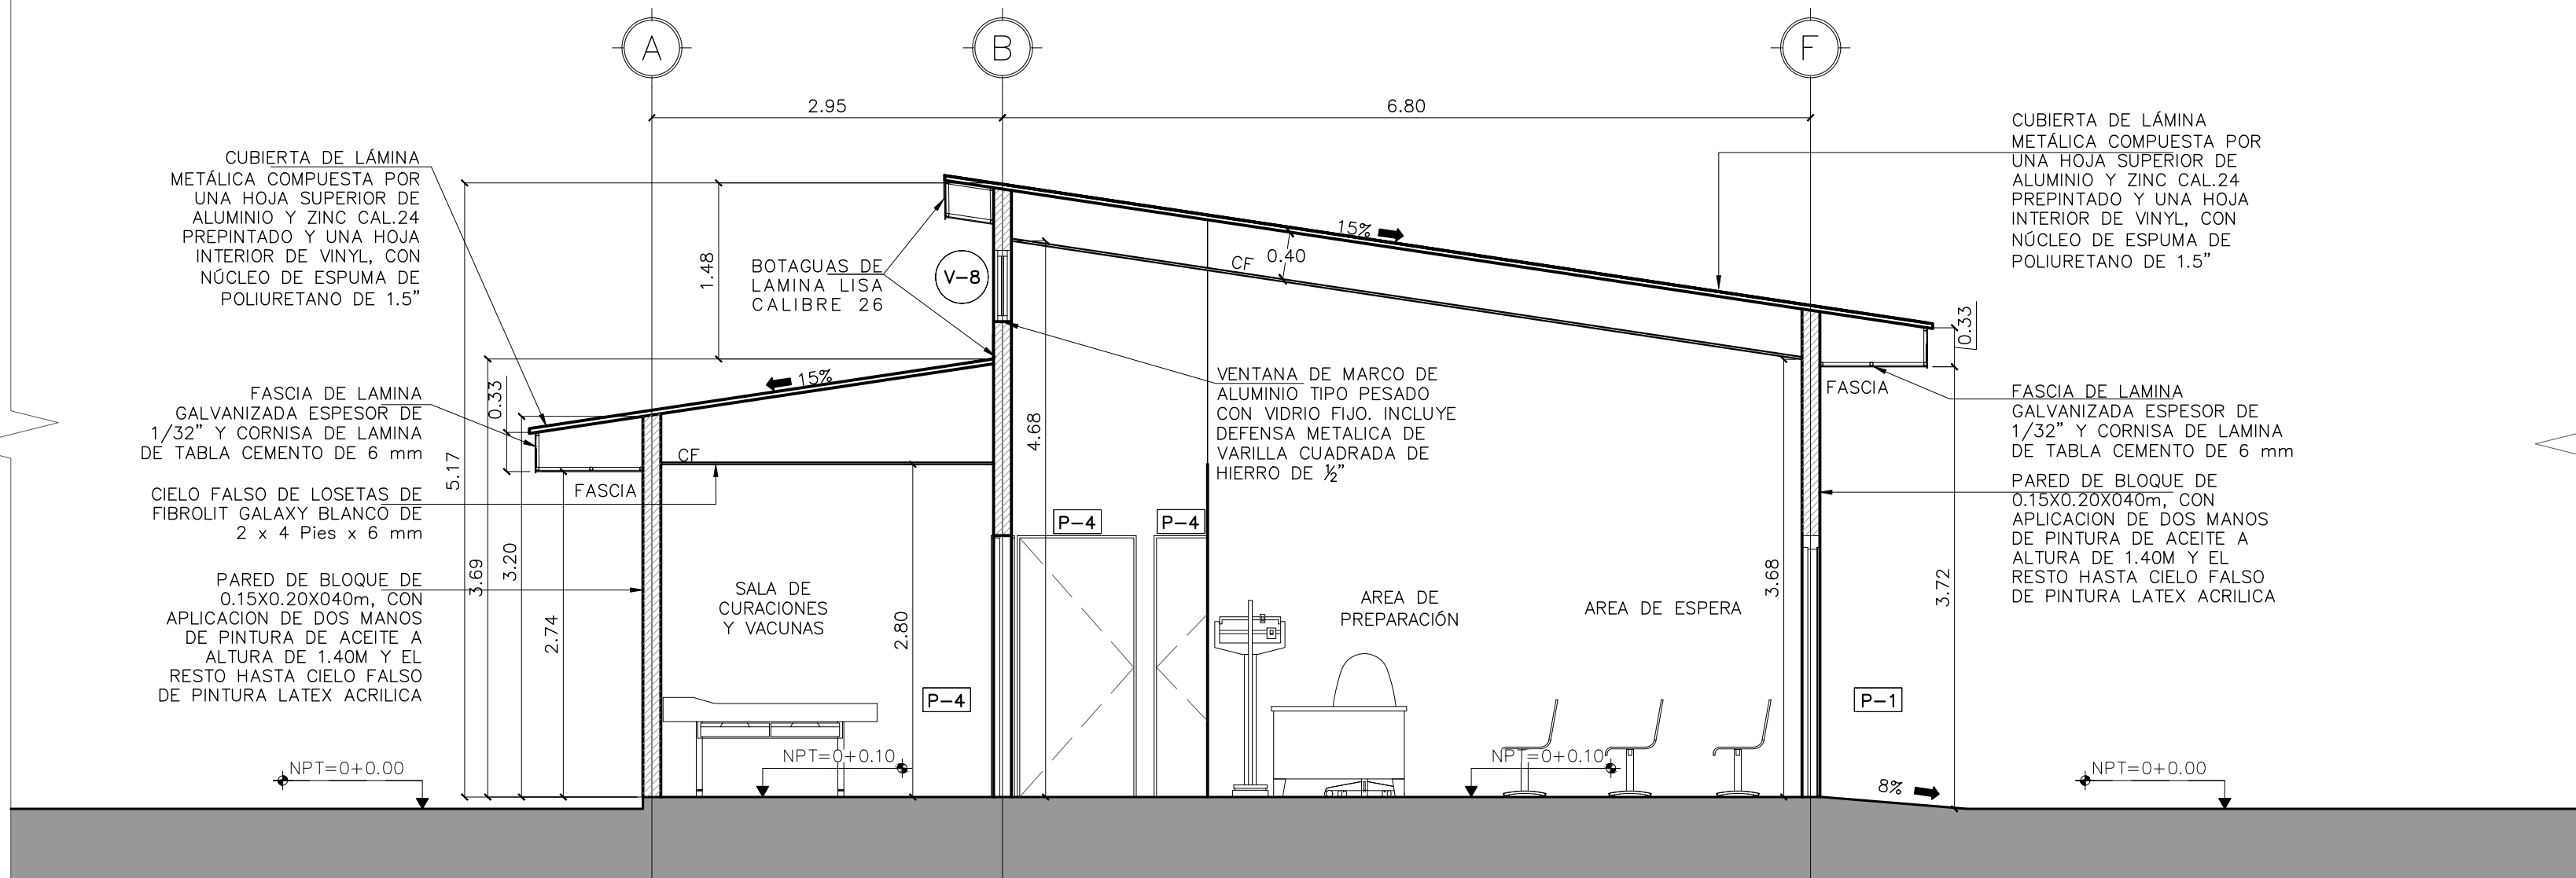 A
B
F
2.95
6.80
CUBIERTA DE LÁMINA
METÁLICA COMPUESTA POR
UNA HOJA SUPERIOR DE
ALUMINIO Y ZINC CAL.24
PREPINTADO Y UNA HOJA
INTERIOR DE VINYL, CON
NÚCLEO DE ESPUMA DE
POLIURETANO DE 1.5”
CUBIERTA DE LÁMINA
METÁLICA COMPUESTA POR
UNA HOJA SUPERIOR DE
ALUMINIO Y ZINC CAL.24
PREPINTADO Y UNA HOJA
INTERIOR DE VINYL, CON
NÚCLEO DE ESPUMA DE
POLIURETANO DE 1.5”
1.48
BOTAGUAS DE
LAMINA LISA
CALIBRE 26
V-8
15%
CF
0.40
0.33
15%
0.33
FASCIA DE LAMINA
GALVANIZADA ESPESOR DE
1/32” Y CORNISA DE LAMINA
DE TABLA CEMENTO DE 6 mm
VENTANA DE MARCO DE
ALUMINIO TIPO PESADO
CON VIDRIO FIJO. INCLUYE
DEFENSA METALICA DE
VARILLA CUADRADA DE
HIERRO DE ½”
FASCIA
FASCIA DE LAMINA
GALVANIZADA ESPESOR DE
1/32” Y CORNISA DE LAMINA
DE TABLA CEMENTO DE 6 mm
5.17
4.68
CF
FASCIA
CIELO FALSO DE LOSETAS DE
FIBROLIT GALAXY BLANCO DE
2 x 4 Pies x 6 mm
PARED DE BLOQUE DE
0.15X0.20X040m, CON
APLICACION DE DOS MANOS
DE PINTURA DE ACEITE A
ALTURA DE 1.40M Y EL
RESTO HASTA CIELO FALSO
DE PINTURA LATEX ACRILICA
P-4
P-4
3.69
3.20
2.74
2.80
3.68
3.72
PARED DE BLOQUE DE
0.15X0.20X040m, CON
APLICACION DE DOS MANOS
DE PINTURA DE ACEITE A
ALTURA DE 1.40M Y EL
RESTO HASTA CIELO FALSO
DE PINTURA LATEX ACRILICA
SALA DE
CURACIONES
Y VACUNAS
AREA DE
PREPARACIÓN
AREA DE ESPERA
P-4
P-1
NPT=0+0.00
NPT=0+0.10
NPT=0+0.10
8%
NPT=0+0.00